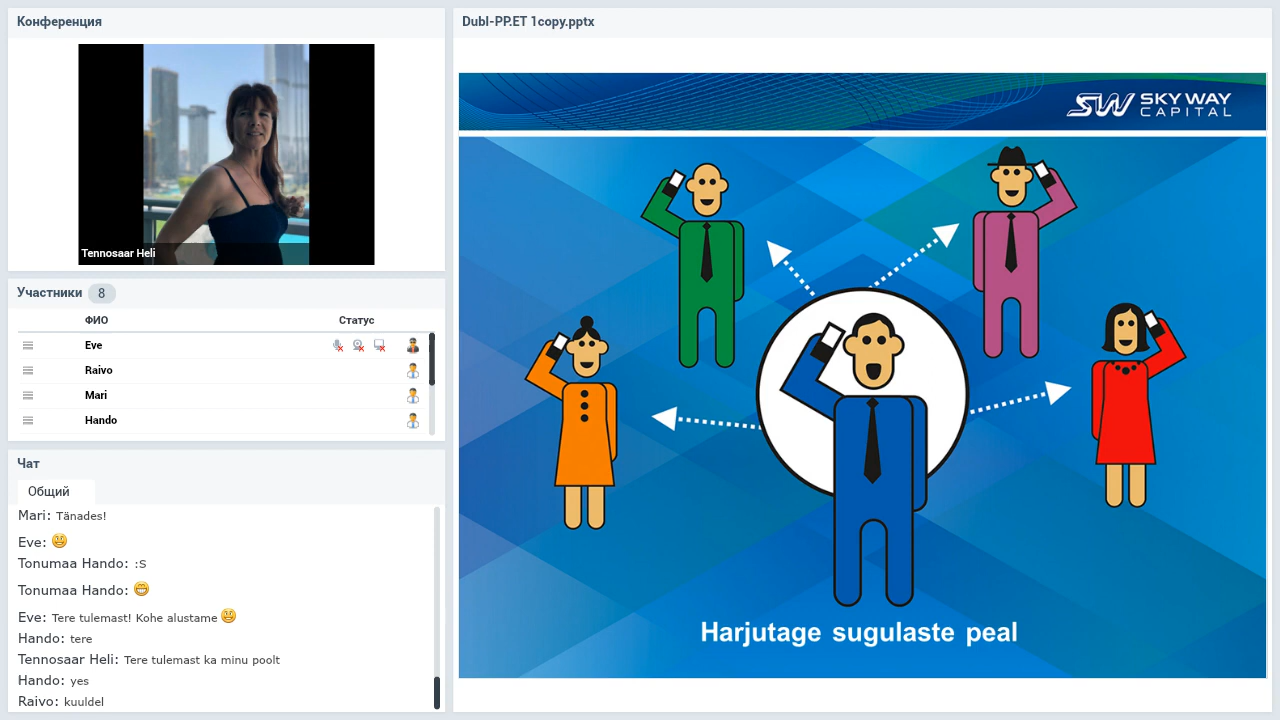 Конференция
Tennosaar Heli
Участники 8
ФИО Статус
Eve
Raivo
Mari
Hando
Чат
Общий
Mari: Tänades!
Eve:
Tonumaa Hando: :S
Tonumaa Hando:
Eve: Tere tulemast! Kohe alustame
Hando: tere
Tennosaar Heli: Tere tulemast ka minu poolt
Hando: yes
Raivo: kuuldel
Dubl-PP.ET 1copy.pptx
SW SKY WAY
CAPITAL
Harjutage sugulaste peal